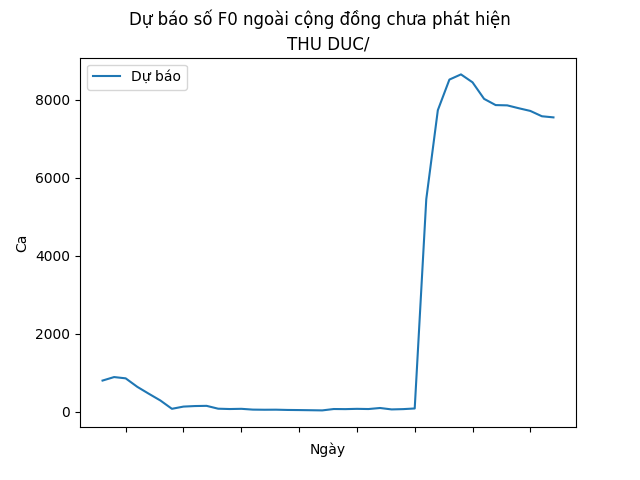 Dự báo số F0 ngoài cộng đồng chưa phát hiện
THU DUC/
Dự báo
8000
6000
4000
2000
0
Ca
Ngày